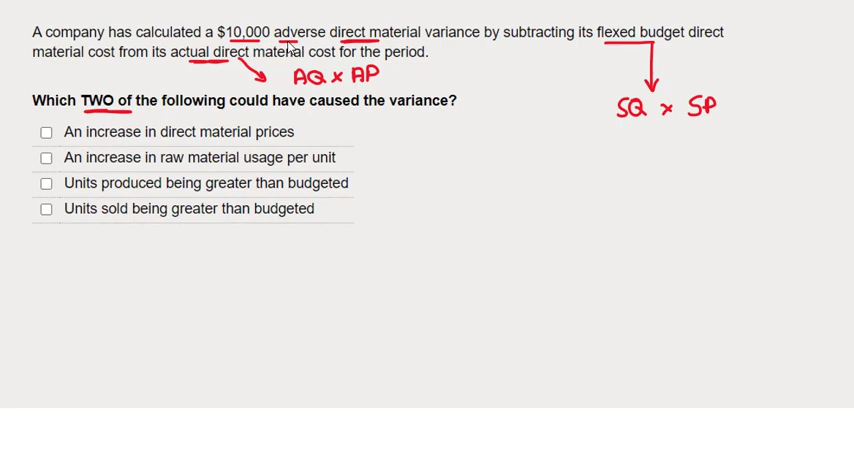 A company has calculated a $10,000 adverse direct material variance by subtracting its flexed budget direct
material cost from its actual direct material cost for the period.
AQ x AP
SQ x SP
Which TWO of the following could have caused the variance?
An increase in direct material prices
An increase in raw material usage per unit
Units produced being greater than budgeted
Units sold being greater than budgeted